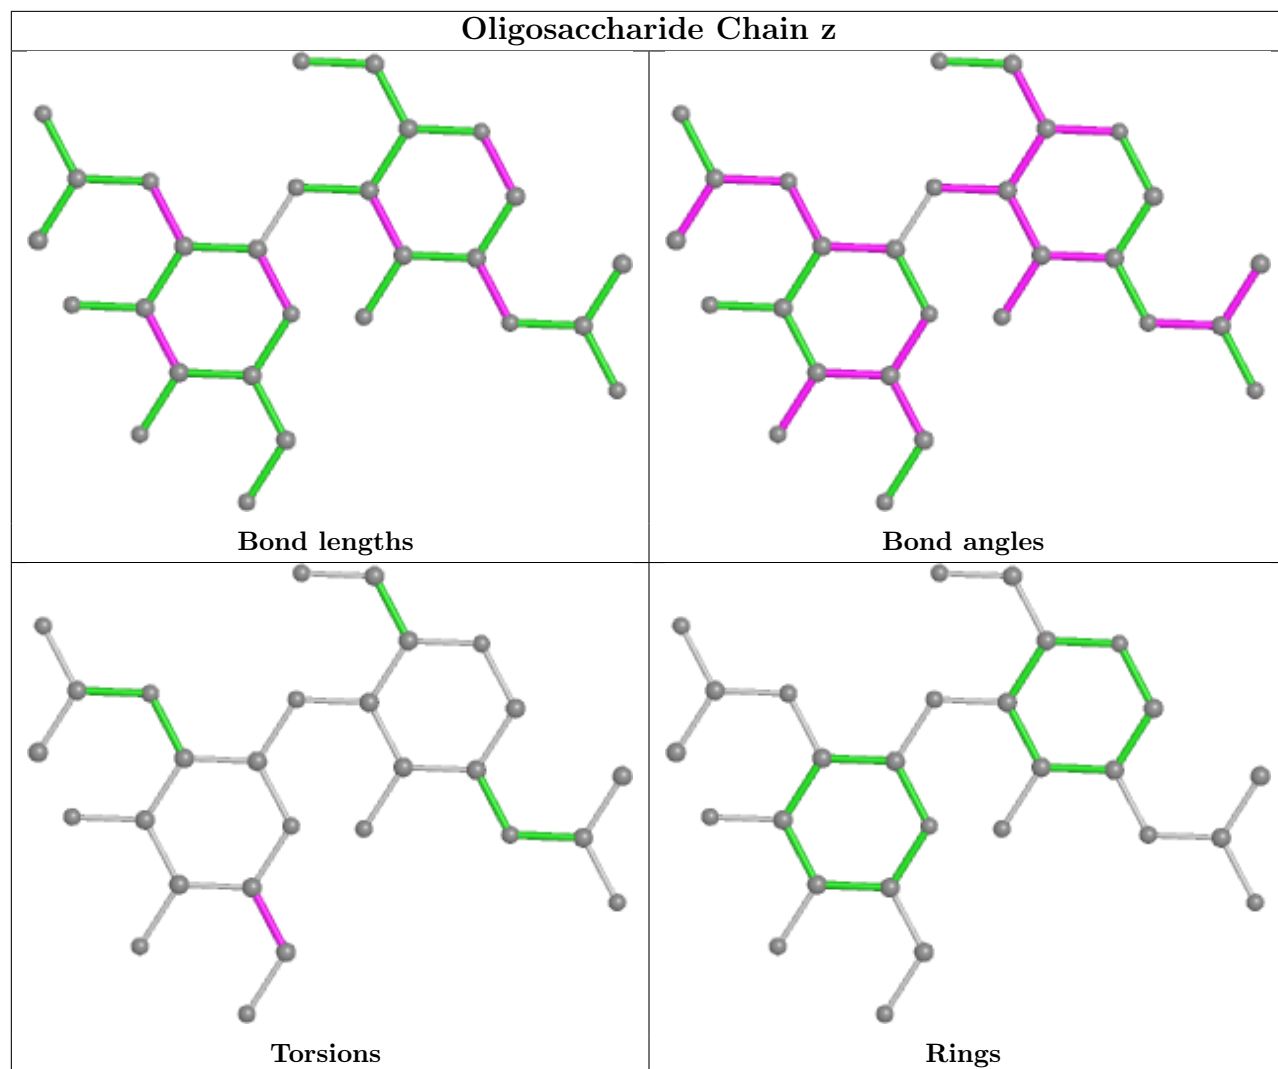 Oligosaccharide Chain z
Bond lengths
Bond angles
Torsions
Rings